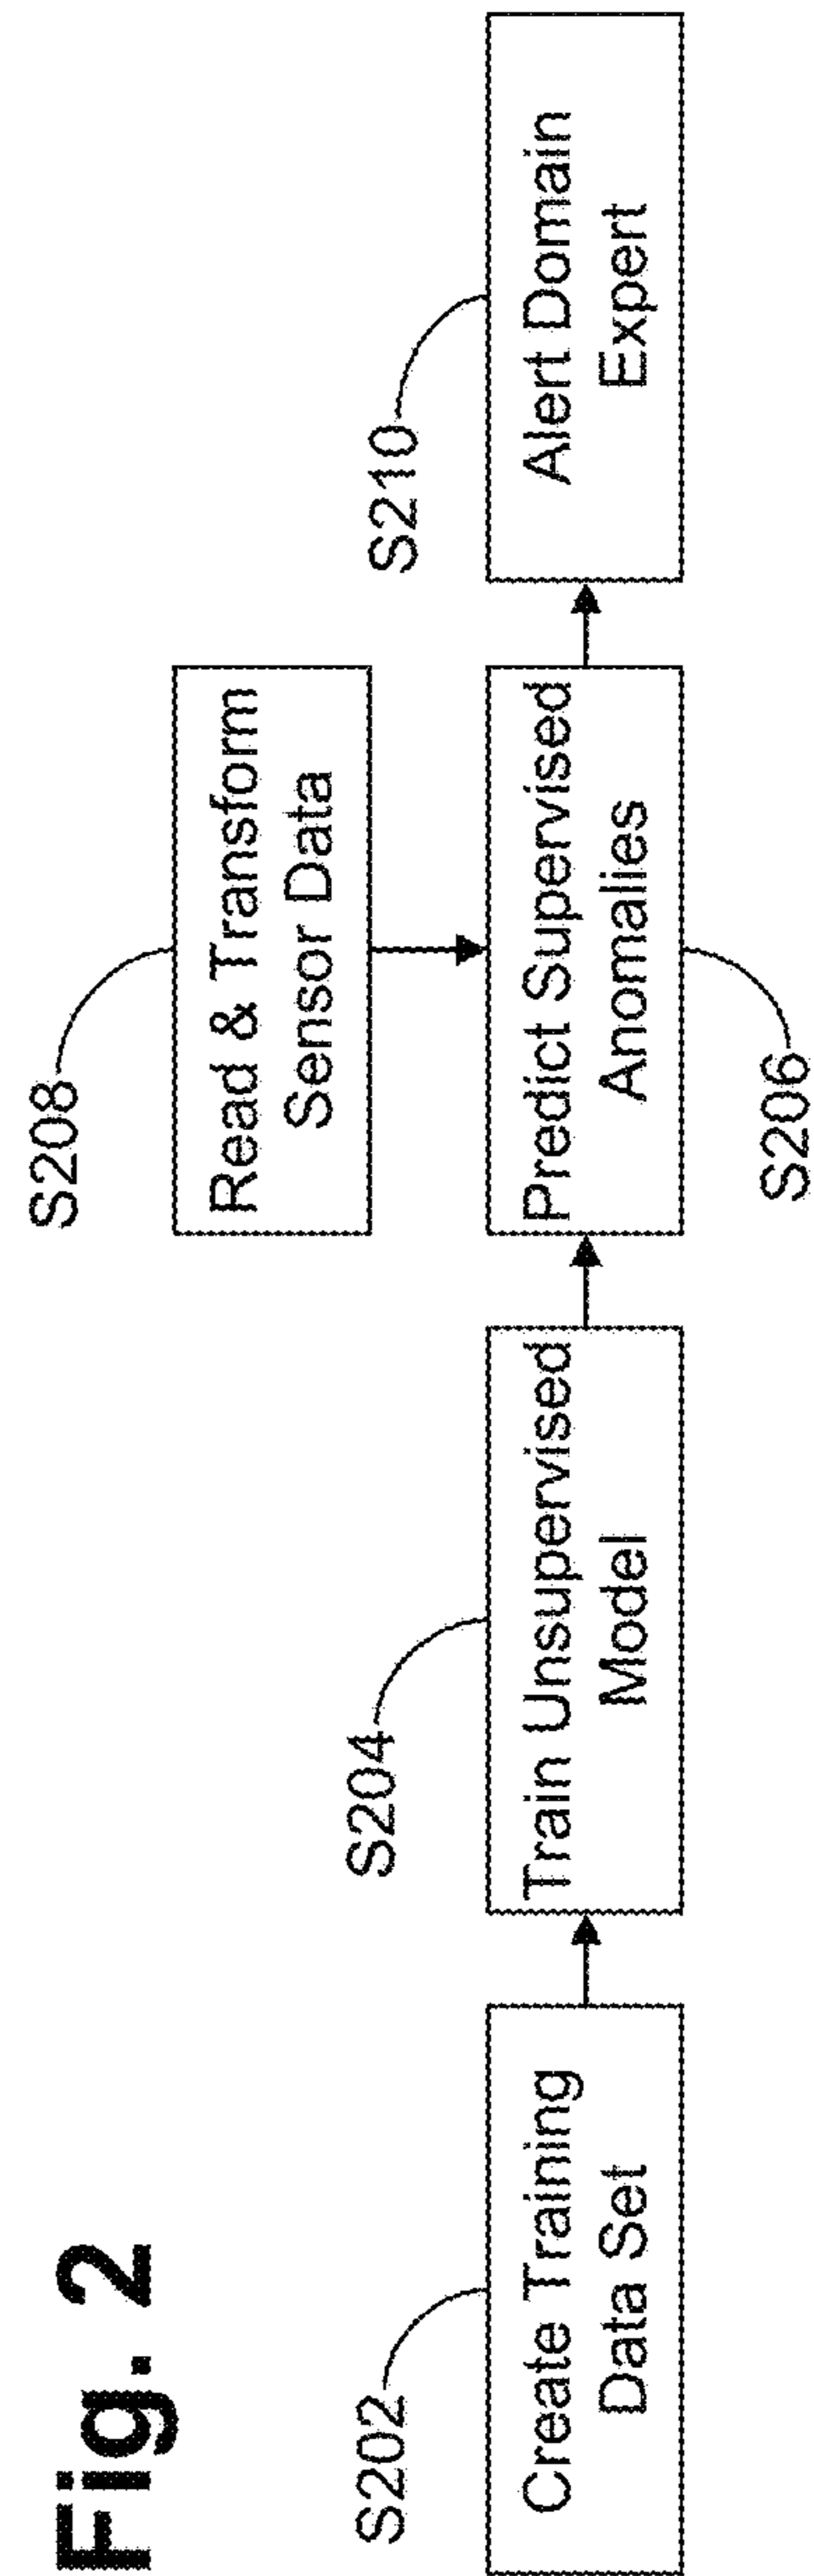 Fig. 2
S202
Create Training
Data Set
S204
Train Unsupervised
Model
S208
Read & Transform
Sensor Data
Predict Supervised
Anomalies
S206
S210
Alert Domain
Expert